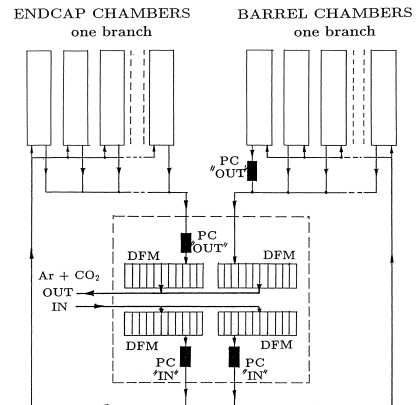 ENDCAP CHAMBERS
one branch
BARREL CHAMBERS
one branch
PC
"OUT"
PC
"OUT"
DFM
DFM
Ar + CO₂
OUT
IN
DFM
DFM
PC
"IN"
PC
"IN"